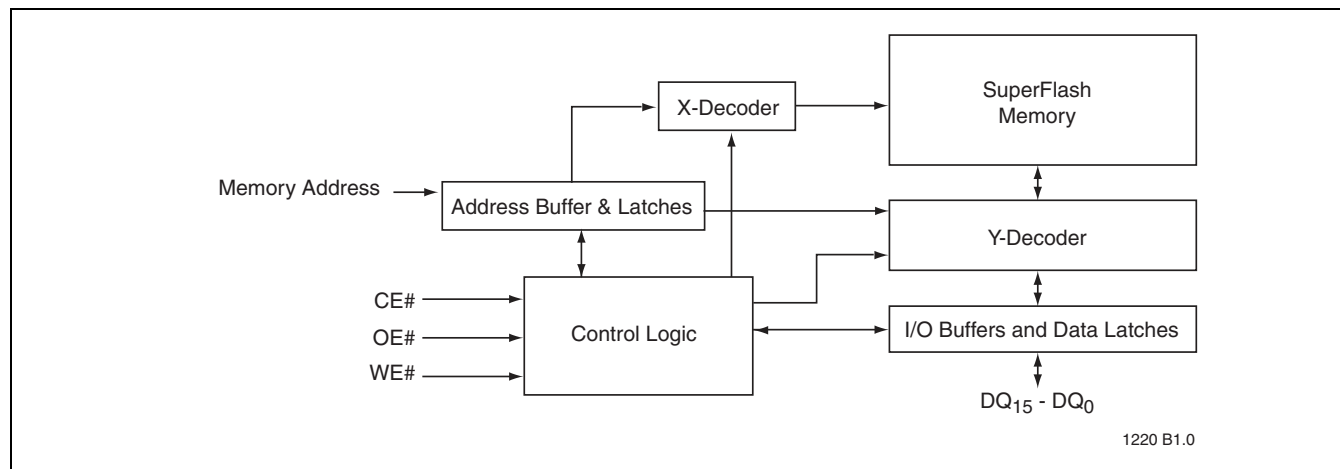 X-Decoder
SuperFlash
Memory
Memory Address
Address Buffer & Latches
Y-Decoder
CE#
OE#
WE#
Control Logic
I/O Buffers and Data Latches
DQ15 - DQ0
1220 B1.0